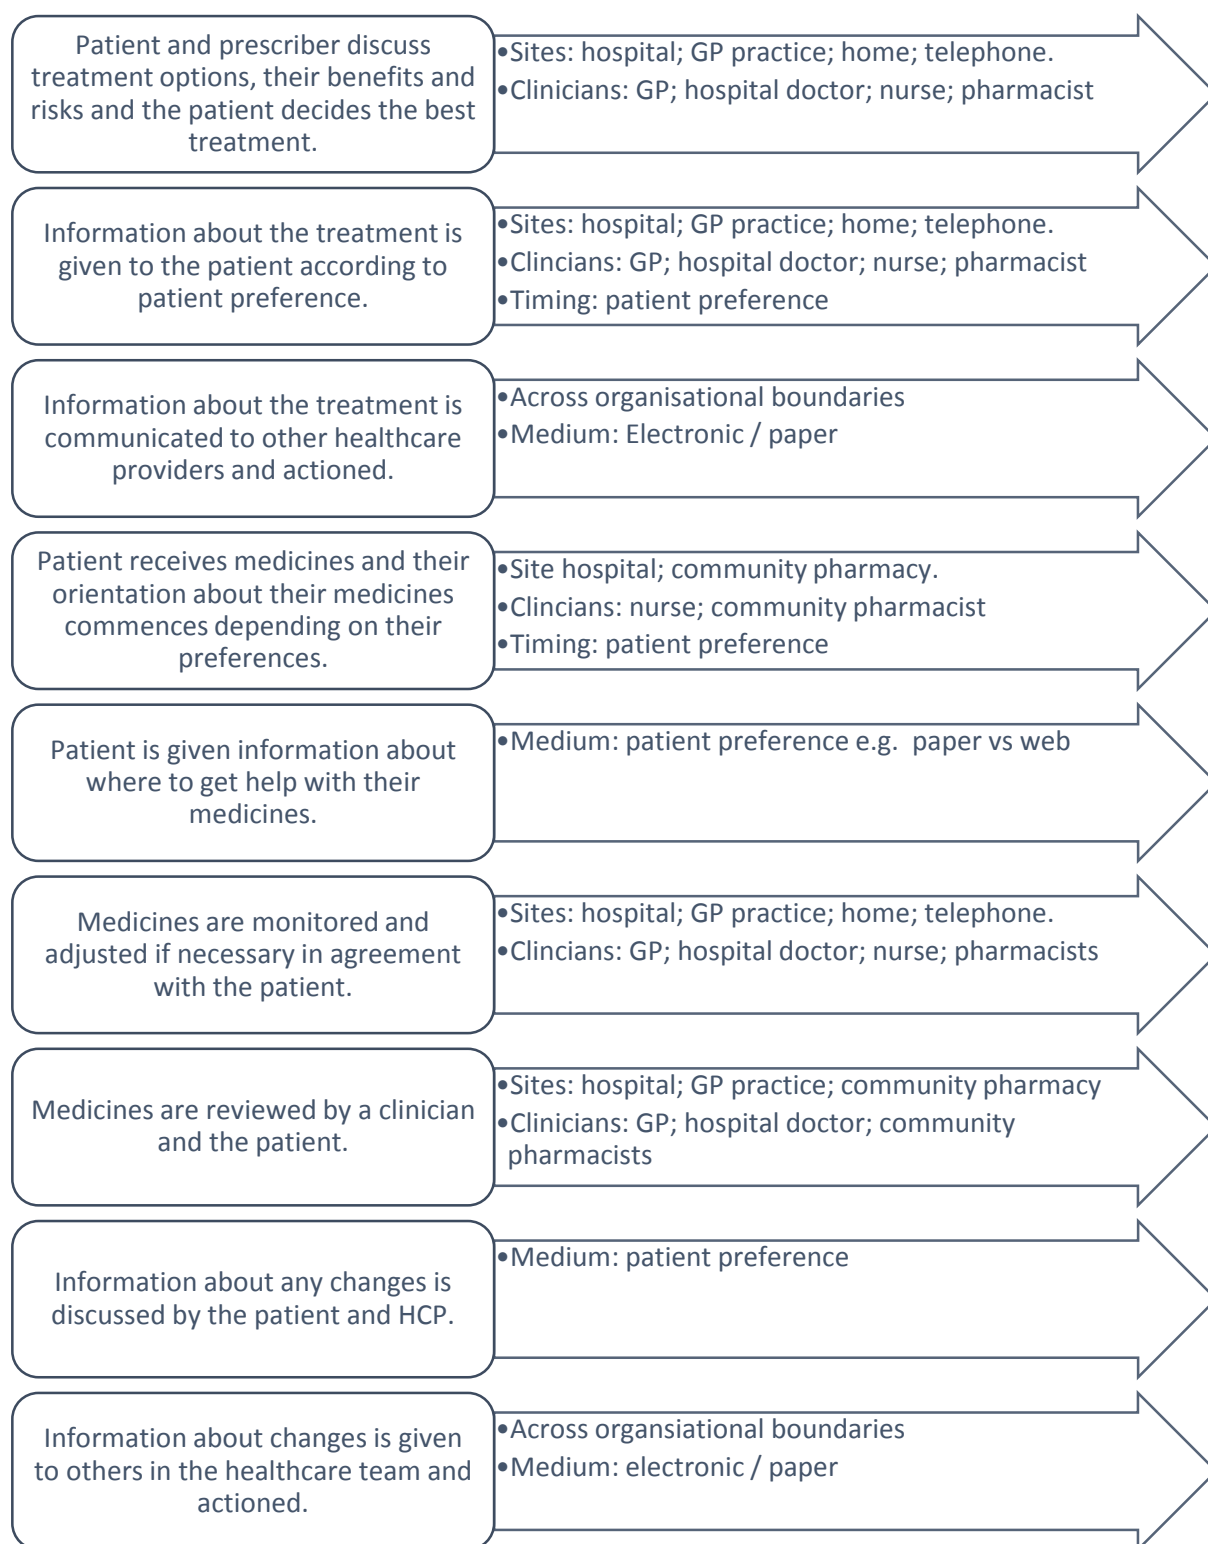 Patient and prescriber discuss
treatment options, their benefits and
risks and the patient decides the best
treatment.
•Sites: hospital; GP practice; home; telephone.
•Clinicians: GP; hospital doctor; nurse; pharmacist
Information about the treatment is
given to the patient according to
patient preference.
•Sites: hospital; GP practice; home; telephone.
•Clincians: GP; hospital doctor; nurse; pharmacist
•Timing: patient preference
Information about the treatment is
communicated to other healthcare
providers and actioned.
•Across organisational boundaries
•Medium: Electronic / paper
Patient receives medicines and their
orientation about their medicines
commences depending on their
preferences.
•Site hospital; community pharmacy.
•Clincians: nurse; community pharmacist
•Timing: patient preference
Patient is given information about
where to get help with their
medicines.
•Medium: patient preference e.g. paper vs web
Medicines are monitored and
adjusted if necessary in agreement
with the patient.
•Sites: hospital; GP practice; home; telephone.
•Clincians: GP; hospital doctor; nurse; pharmacists
Medicines are reviewed by a clinician
and the patient.
•Sites: hospital; GP practice; community pharmacy
•Clinicians: GP; hospital doctor; community
pharmacists
Information about any changes is
discussed by the patient and HCP.
•Medium: patient preference
Information about changes is given
to others in the healthcare team and
actioned.
•Across organsiational boundaries
•Medium: electronic / paper